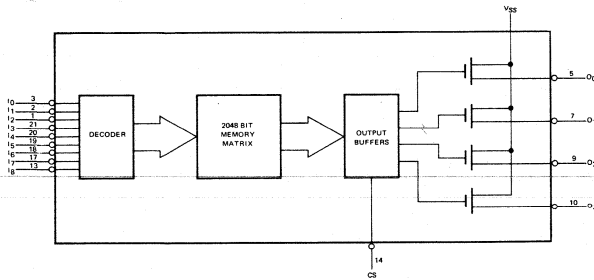 VSS
I0 3
I1 2
I2 1
I3 21
I4 20
I5 19
I6 18
I7 17
I8 13
DECODER
2048 BIT
MEMORY
MATRIX
OUTPUT
BUFFERS
5
7
9
10
14
CS